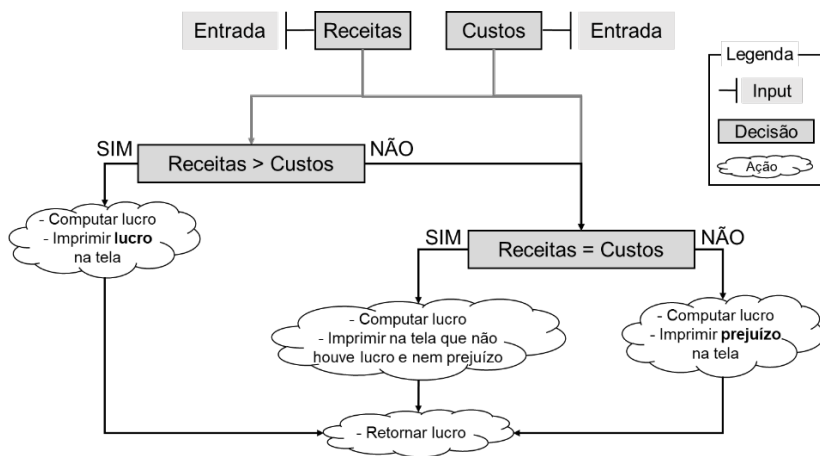 Entrada
Receitas
Custos
Entrada
Legenda
Input
Decisão
Ação
SIM
Receitas > Custos
NÃO
- Computar lucro
- Imprimir lucro
na tela
SIM
Receitas = Custos
NÃO
- Computar lucro
- Imprimir na tela que não
houve lucro e nem prejuízo
- Computar lucro
- Imprimir prejuízo
na tela
- Retornar lucro